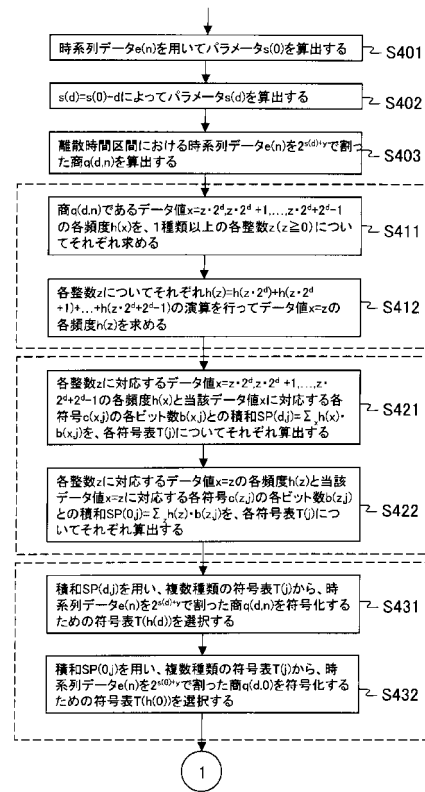 時系列データe(n)を用いてパラメータs(0)を算出する
S401
s(d)=s(0)-dによってパラメータs(d)を算出する
S402
離散時間区間における時系列データe(n)を2^s(d)+yで割っ
た商q(d,n)を算出する
S403
商q(d,n)であるデータ値x=z・2^d,z・2^d +1,...,z・2^d+2^d-1
の各頻度h(x)を、1種類以上の各整数z(z≧0)につい
てそれぞれ求める
S411
各整数zについてそれぞれh(z)=h(z・2^d)+h(z・2^d
+1)+...+h(z・2^d+2^d-1)の演算を行ってデータ値x=zの
各頻度h(z)を求める
S412
各整数zに対応するデータ値x=z・2^d,z・2^d +1,...,z・
2^d+2^d-1の各頻度h(x)と当該データ値xに対応する各
符号c(x,j)の各ビット数b(x,j)との積和SP(d,j)=Σ_x h(x)・
b(x,j)を、各符号表T(j)についてそれぞれ算出する
S421
各整数zに対応するデータ値x=zの各頻度h(z)と当該
データ値x=zに対応する各符号c(z,j)の各ビット数b(z,j)
との積和SP(0,j)=Σ_z h(z)・b(z,j)を、各符号表T(j)につ
いてそれぞれ算出する
S422
積和SP(d,j)を用い、複数種類の符号表T(j)から、時
系列データe(n)を2^s(d)+yで割った商q(d,n)を符号化する
ための符号表T(h(d))を選択する
S431
積和SP(0,j)を用い、複数種類の符号表T(j)から、時
系列データe(n)を2^s(0)+yで割った商q(d,0)を符号化する
ための符号表T(h(0))を選択する
S432
1